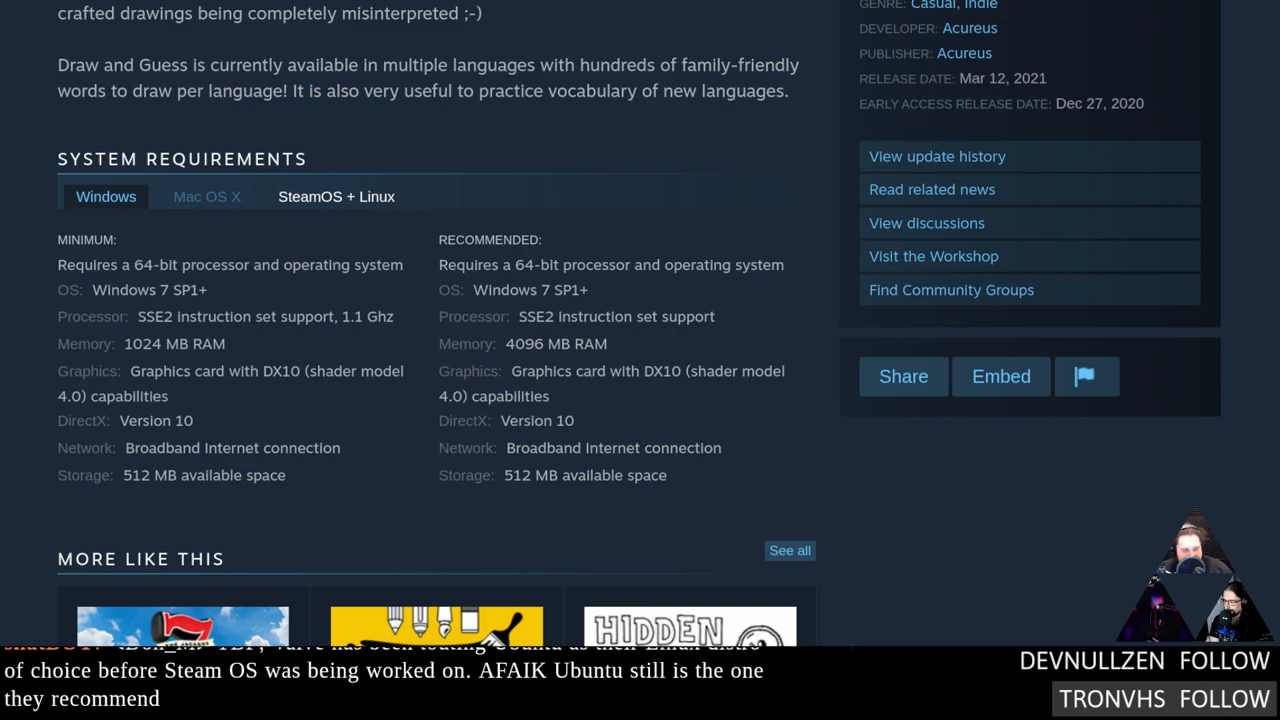 crafted drawings being completely misinterpreted ;-)
Draw and Guess is currently available in multiple languages with hundreds of family-friendly
words to draw per language! It is also very useful to practice vocabulary of new languages.
SYSTEM REQUIREMENTS
Windows Mac OS X SteamOS + Linux
MINIMUM:
Requires a 64-bit processor and operating system
OS: Windows 7 SP1+
Processor: SSE2 instruction set support, 1.1 Ghz
Memory: 1024 MB RAM
Graphics: Graphics card with DX10 (shader model
4.0) capabilities
DirectX: Version 10
Network: Broadband Internet connection
Storage: 512 MB available space
RECOMMENDED:
Requires a 64-bit processor and operating system
OS: Windows 7 SP1+
Processor: SSE2 instruction set support
Memory: 4096 MB RAM
Graphics: Graphics card with DX10 (shader model
4.0) capabilities
DirectX: Version 10
Network: Broadband Internet connection
Storage: 512 MB available space
MORE LIKE THIS
See all
HIDDEN
GENRE: Casual, Indie
DEVELOPER: Acureus
PUBLISHER: Acureus
RELEASE DATE: Mar 12, 2021
EARLY ACCESS RELEASE DATE: Dec 27, 2020
View update history
Read related news
View discussions
Visit the Workshop
Find Community Groups
Share
Embed
Valve has been touting Ubuntu as their Linux distro
of choice before Steam OS was being worked on. AFAIK Ubuntu still is the one
they recommend
DEVNULLZEN FOLLOW
TRONVHS FOLLOW